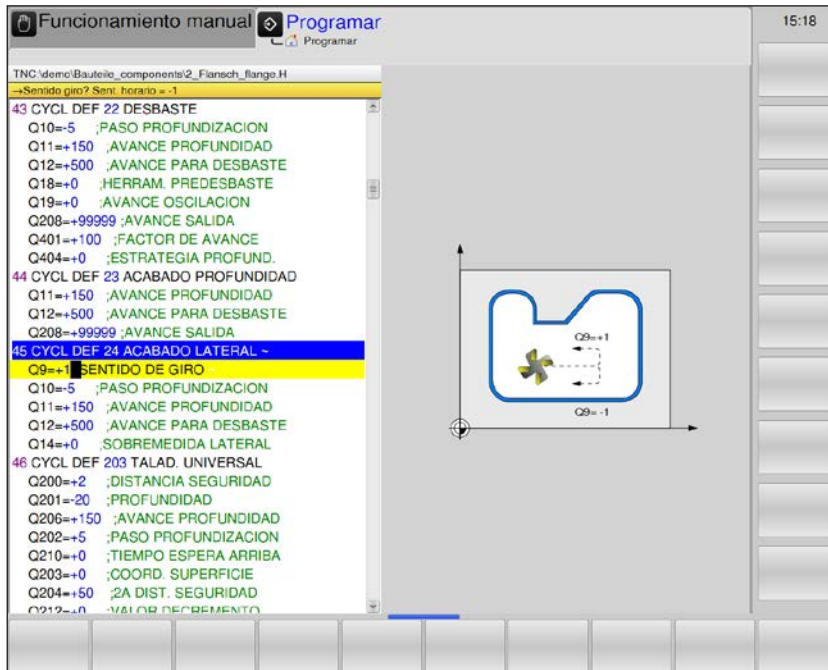 Funcionamiento manual
Programar
Programar
15:18
TNC:\demo\Bauteile_components\2_Flansch_flange.H
→Sentido giro? Sent. horario = -1
43 CYCL DEF 22 DESBASTE
Q10=-5 ;PASO PROFUNDIZACION
Q11=+150 ;AVANCE PROFUNDIDAD
Q12=+500 ;AVANCE PARA DESBASTE
Q18=+0 ;HERRAM. PREDESBASTE
Q19=+0 ;AVANCE OSCILACION
Q208=+99999 ;AVANCE SALIDA
Q401=+100 ;FACTOR DE AVANCE
Q404=+0 ;ESTRATEGIA PROFUND.
44 CYCL DEF 23 ACABADO PROFUNDIDAD
Q11=+150 ;AVANCE PROFUNDIDAD
Q12=+500 ;AVANCE PARA DESBASTE
Q208=+99999 ;AVANCE SALIDA
45 CYCL DEF 24 ACABADO LATERAL ~
Q9=+1 SENTIDO DE GIRO ~
Q10=-5 ;PASO PROFUNDIZACION
Q11=+150 ;AVANCE PROFUNDIDAD
Q12=+500 ;AVANCE PARA DESBASTE
Q14=+0 ;SOBREMEDIDA LATERAL
46 CYCL DEF 203 TALAD. UNIVERSAL
Q200=+2 ;DISTANCIA SEGURIDAD
Q201=-20 ;PROFUNDIDAD
Q206=+150 ;AVANCE PROFUNDIDAD
Q202=+5 ;PASO PROFUNDIZACION
Q210=+0 ;TIEMPO ESPERA ARRIBA
Q203=+0 ;COORD. SUPERFICIE
Q204=+50 ;2A DIST. SEGURIDAD
Q212=+0 ;VALOR DECREMENTO
Q9=+1
Q9=-1